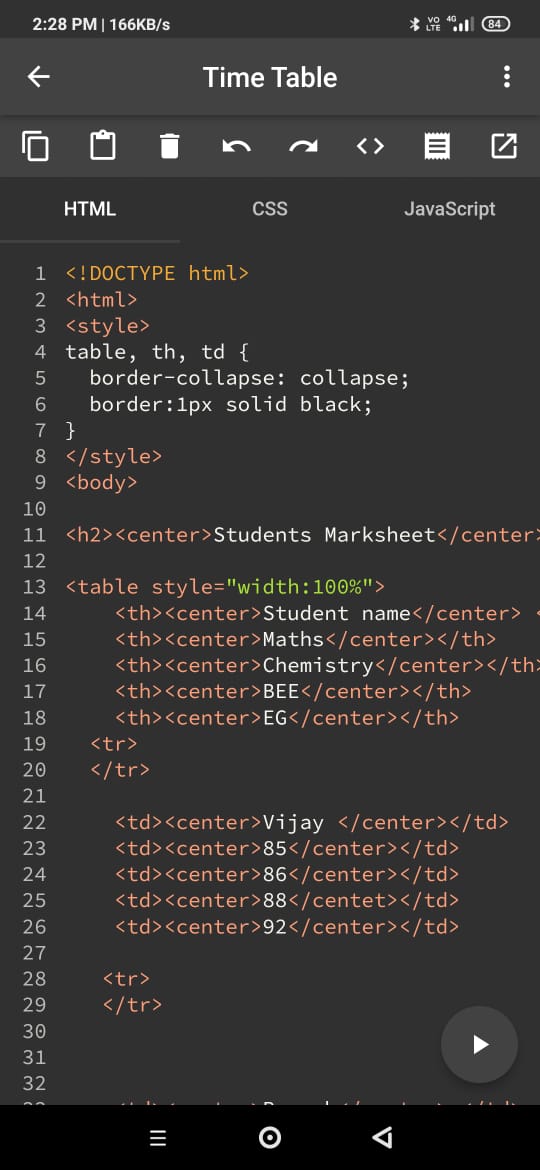 2:28 PM | 166KB/s VO LTE 4G 84
Time Table
HTML CSS JavaScript
1 <!DOCTYPE html>
2 <html>
3 <style>
4 table, th, td {
5 border-collapse: collapse;
6 border:1px solid black;
7 }
8 </style>
9 <body>
10
11 <h2><center>Students Marksheet</center>
12
13 <table style="width:100%">
14 <th><center>Student name</center> <
15 <th><center>Maths</center></th>
16 <th><center>Chemistry</center></th>
17 <th><center>BEE</center></th>
18 <th><center>EG</center></th>
19 <tr>
20 </tr>
21
22 <td><center>Vijay </center></td>
23 <td><center>85</center></td>
24 <td><center>86</center></td>
25 <td><center>88</centet></td>
26 <td><center>92</center></td>
27
28 <tr>
29 </tr>
30
31
32